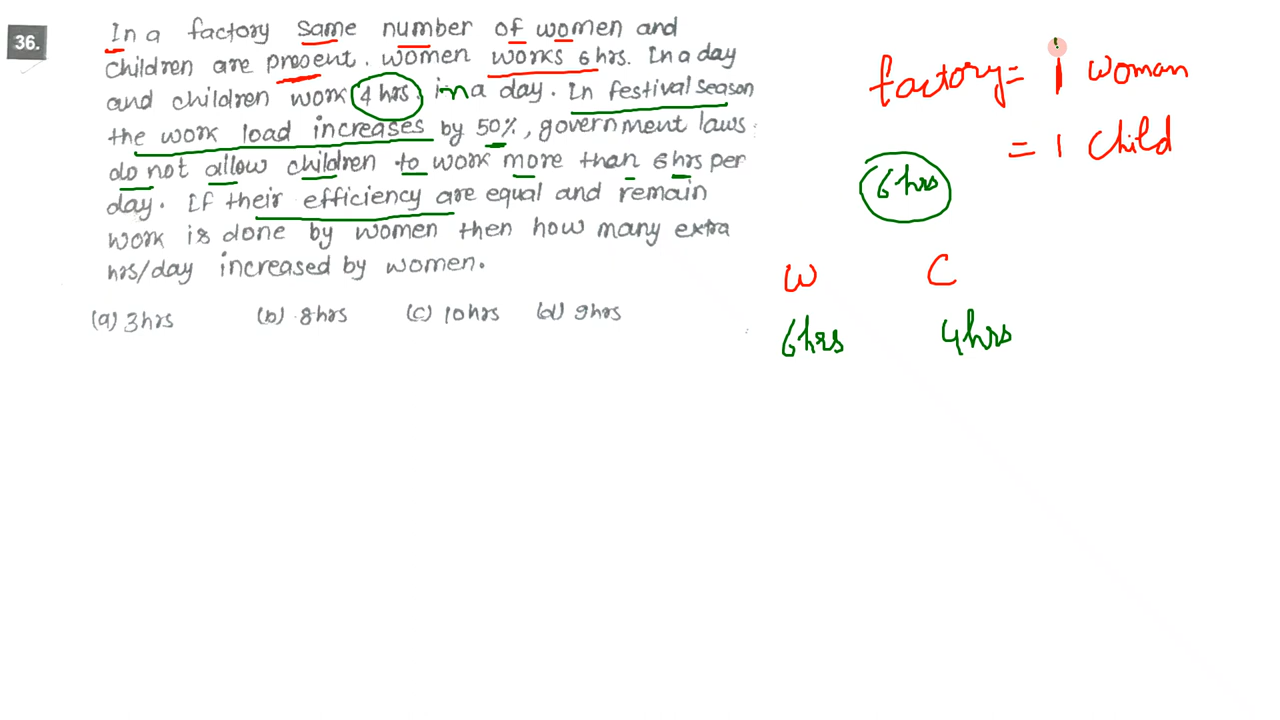 36.
In a factory same number of women and
children are present. women works 6 hrs. In a day
and children work 4 hrs. in a day. In festival season
the work load increases by 50%, government laws
do not allow children to work more than 6 hrs per
day. If their efficiency are equal and remain
work is done by women then how many extra
hrs/day increased by women.
(a) 3 hrs (b) 8 hrs (c) 10 hrs (d) 9 hrs
factory = 1 woman
= 1 child
6 hrs
W C
6 hrs 4 hrs